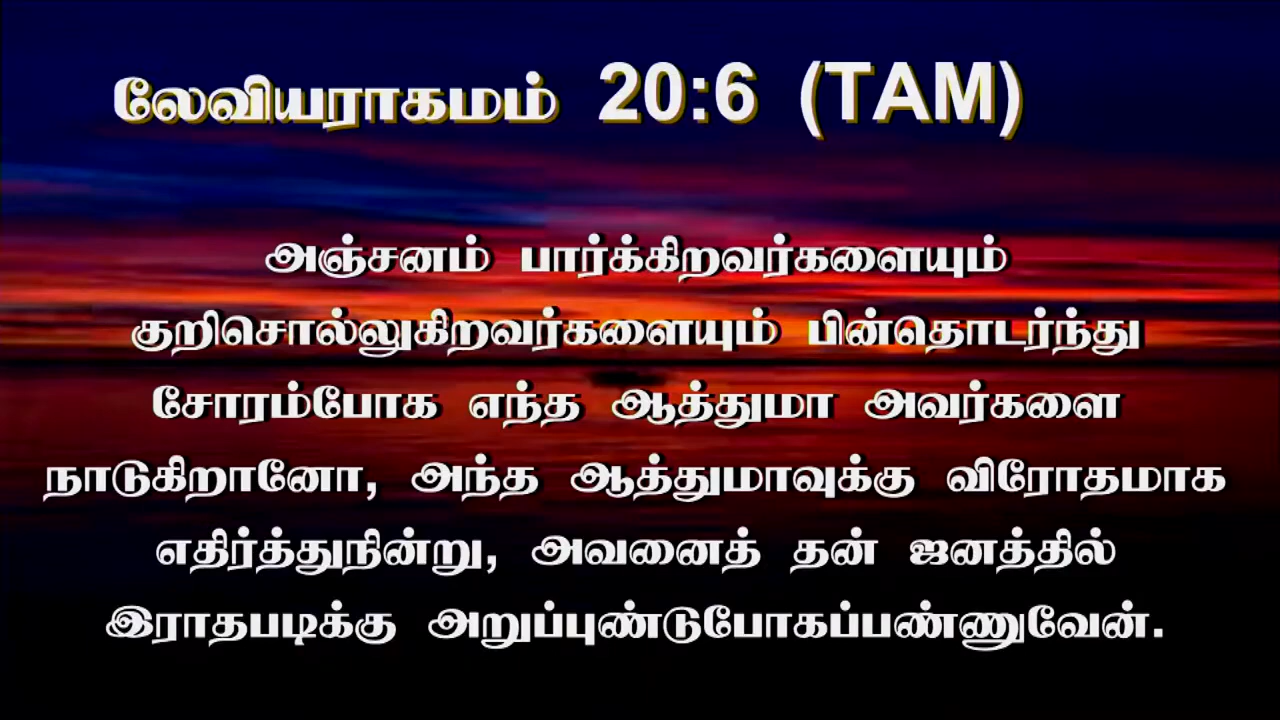 லேவியராகமம் 20:6 (TAM)
அஞ்சனம் பார்க்கிறவர்களையும்
குறிசொல்லுகிறவர்களையும் பின்தொடர்ந்து
சோரம்போக எந்த ஆத்துமா அவர்களை
நாடுகிறானோ, அந்த ஆத்துமாவுக்கு விரோதமாக
எதிர்த்துநின்று, அவனைத் தன் ஜனத்தில்
இராதபடிக்கு அறுப்புண்டுபோகப்பண்ணுவேன்.